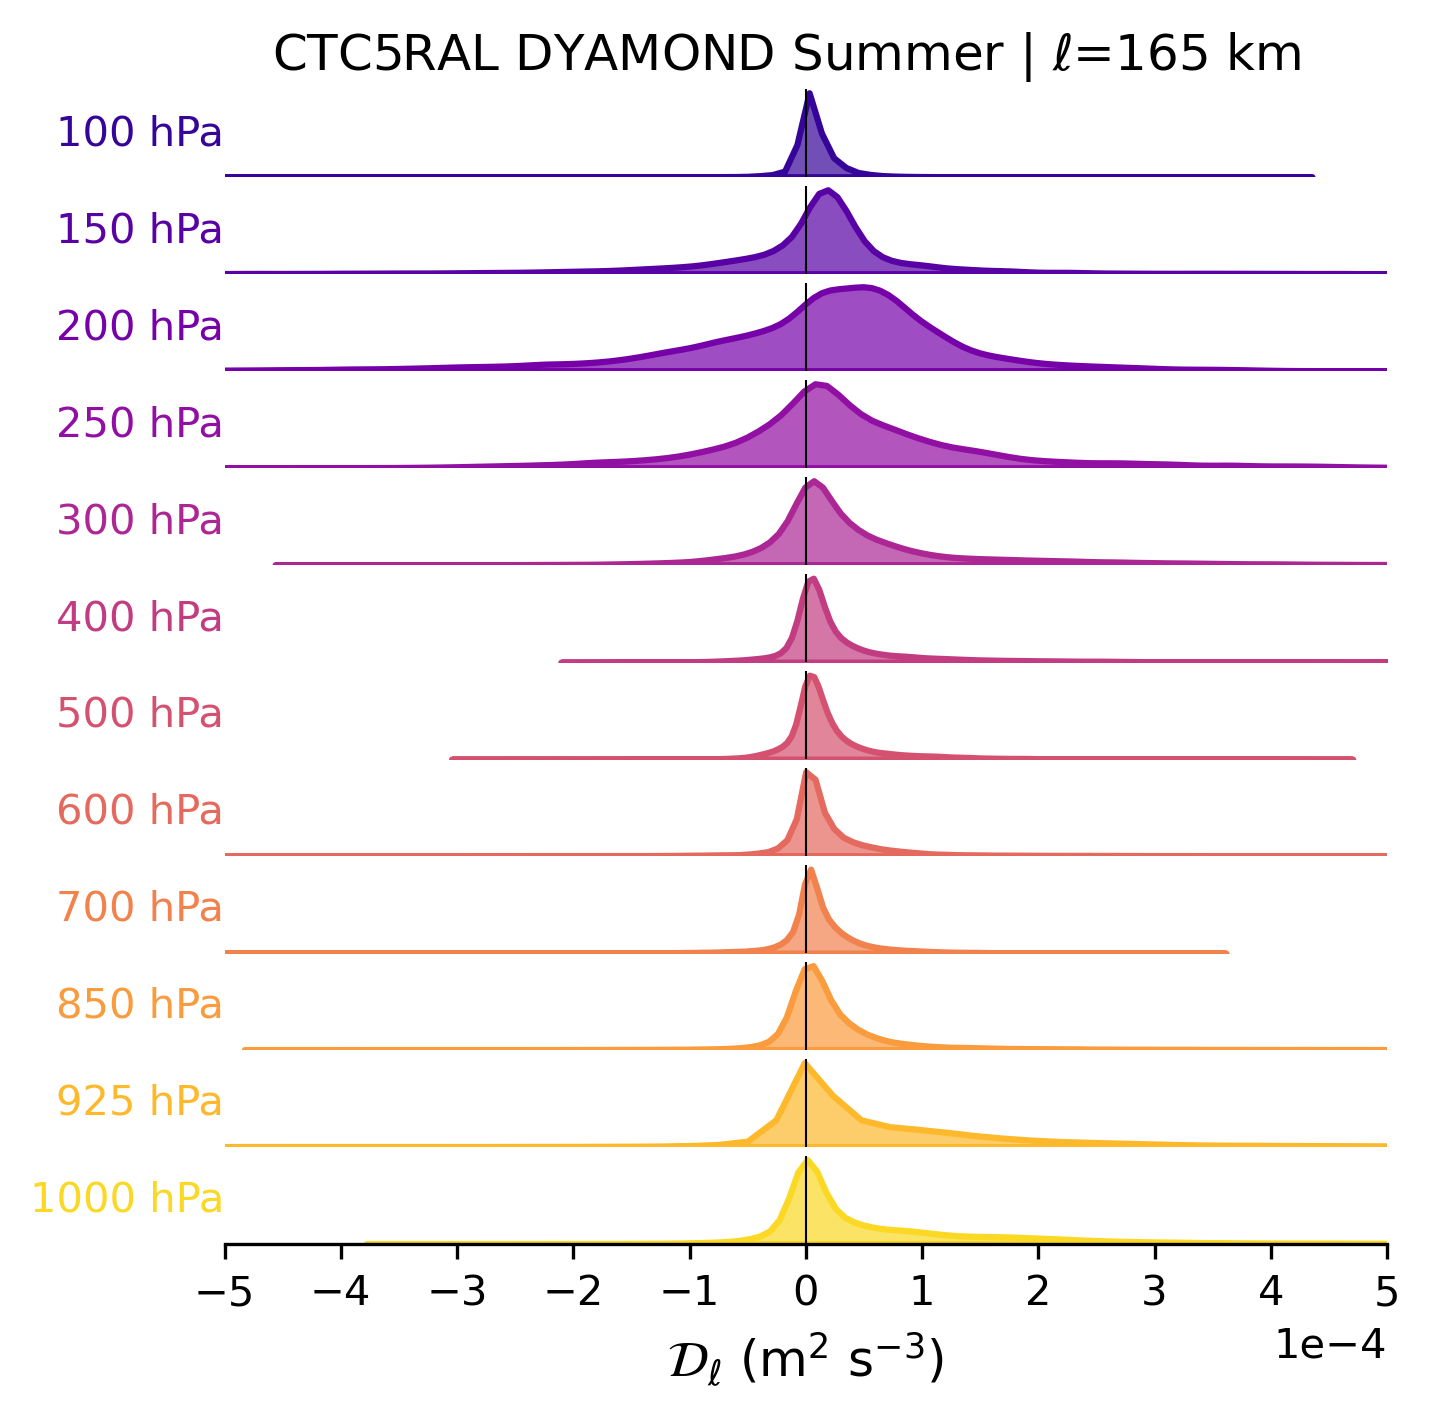 CTC5RAL DYAMOND Summer | ℓ=165 km
100 hPa
150 hPa
200 hPa
250 hPa
300 hPa
400 hPa
500 hPa
600 hPa
700 hPa
850 hPa
925 hPa
1000 hPa
−5 −4 −3 −2 −1 0 1 2 3 4 5
1e−4
𝒟ℓ (m² s⁻³)